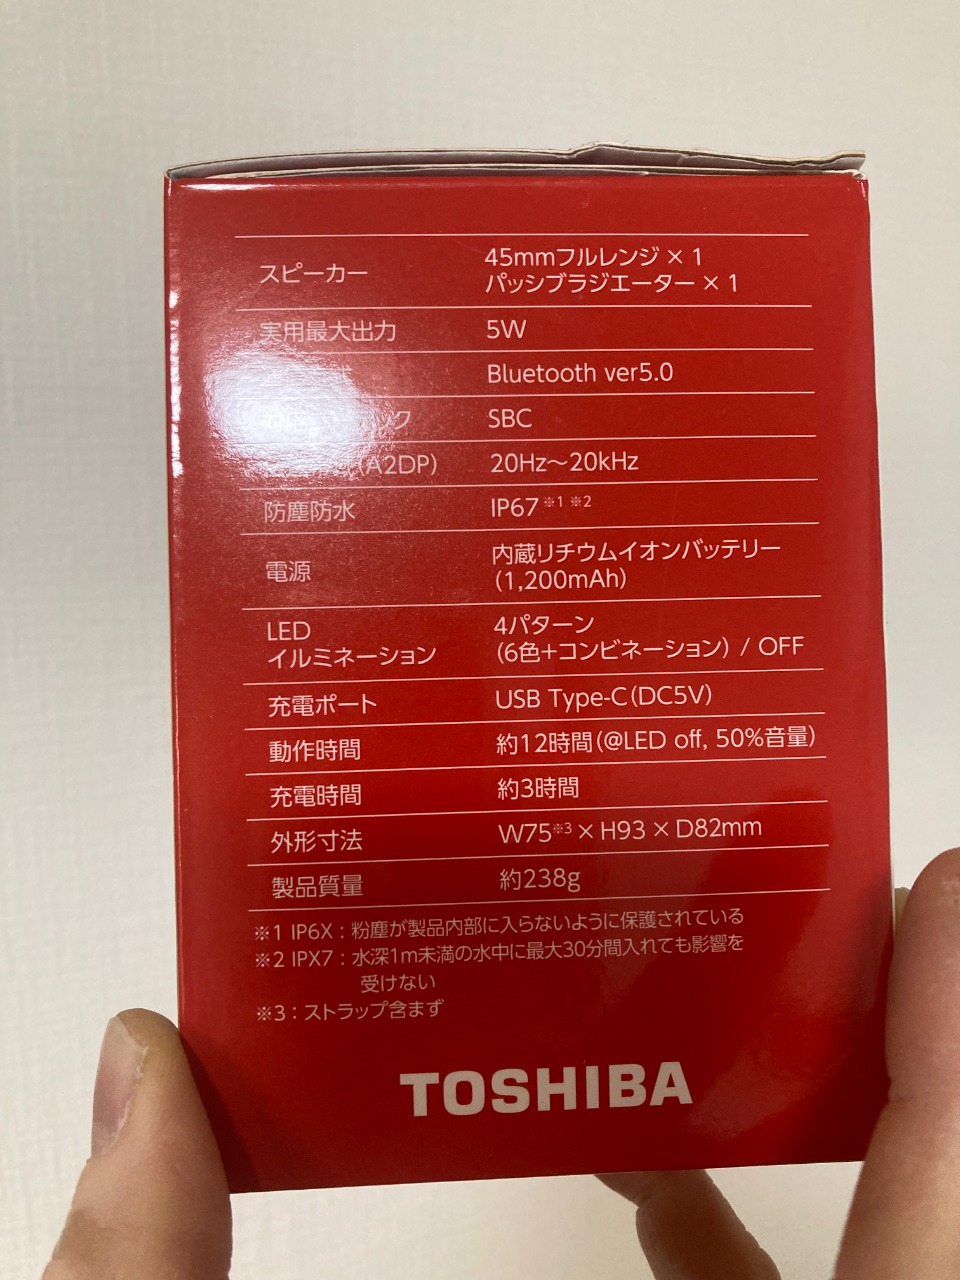 スピーカー
45mmフルレンジ × 1
パッシブラジエーター × 1
実用最大出力
5W
Bluetooth ver5.0
SBC
(A2DP)
20Hz〜20kHz
防塵防水
IP67※1 ※2
電源
内蔵リチウムイオンバッテリー
(1,200mAh)
LED
イルミネーション
4パターン
(6色+コンビネーション) / OFF
充電ポート
USB Type-C(DC5V)
動作時間
約12時間(@LED off, 50%音量)
充電時間
約3時間
外形寸法
W75※3 × H93 × D82mm
製品質量
約238g
※1 IP6X : 粉塵が製品内部に入らないように保護されている
※2 IPX7 : 水深1m未満の水中に最大30分間入れても影響を
受けない
※3 : ストラップ含まず
TOSHIBA